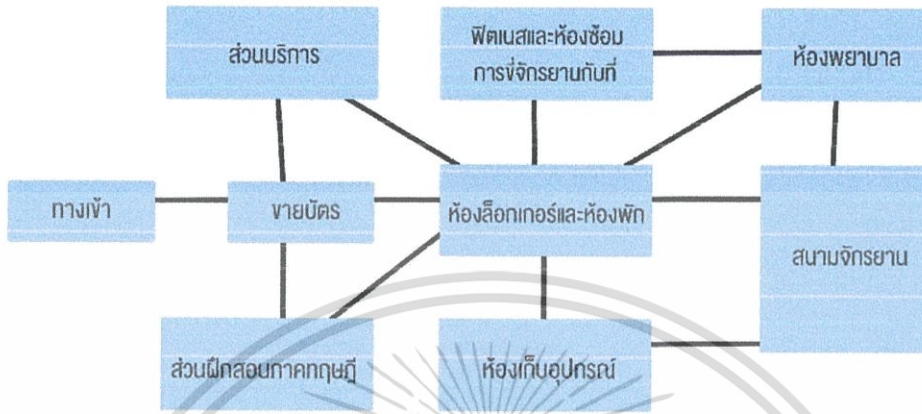 ส่วนบริการ
ฟิตเนสและห้องซ้อม
การขี่จักรยานกับที่
ห้องพยาบาล
ทางเข้า
ขายบัตร
ห้องล็อกเกอร์และห้องพัก
สนามจักรยาน
ส่วนฝึกสอนภาคทฤษฎี
ห้องเก็บอุปกรณ์